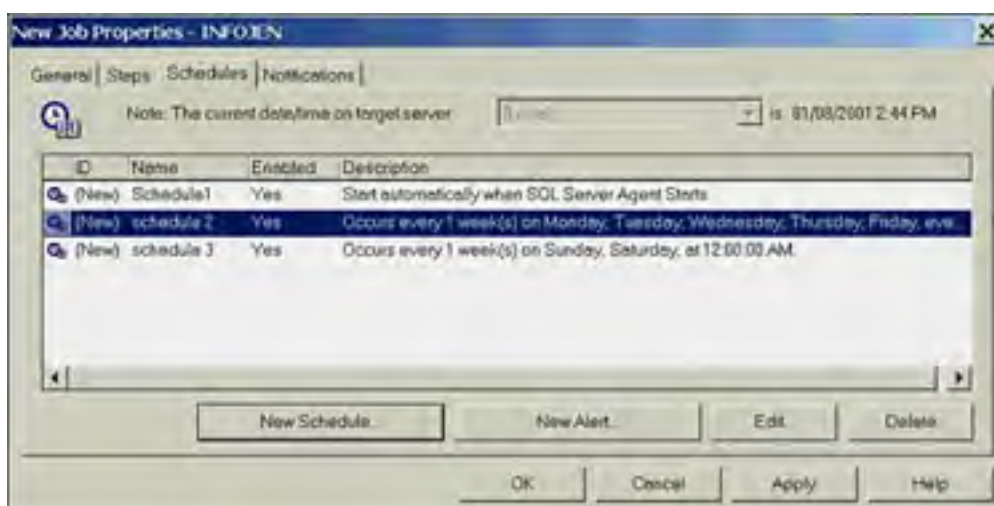 New Job Properties - INFOJEN
General Steps Schedules Notifications
Note: The current date/time on target server is 01/08/2001 2:44 PM
ID Name Enabled Description
(New) Schedule1 Yes Start automatically when SQL Server Agent Starts
(New) schedule 2 Yes Occurs every 1 week(s) on Monday, Tuesday, Wednesday, Thursday, Friday, eve
(New) schedule 3 Yes Occurs every 1 week(s) on Sunday, Saturday, at 12:00:00 AM.
New Schedule... New Alert... Edit Delete
OK Cancel Apply Help